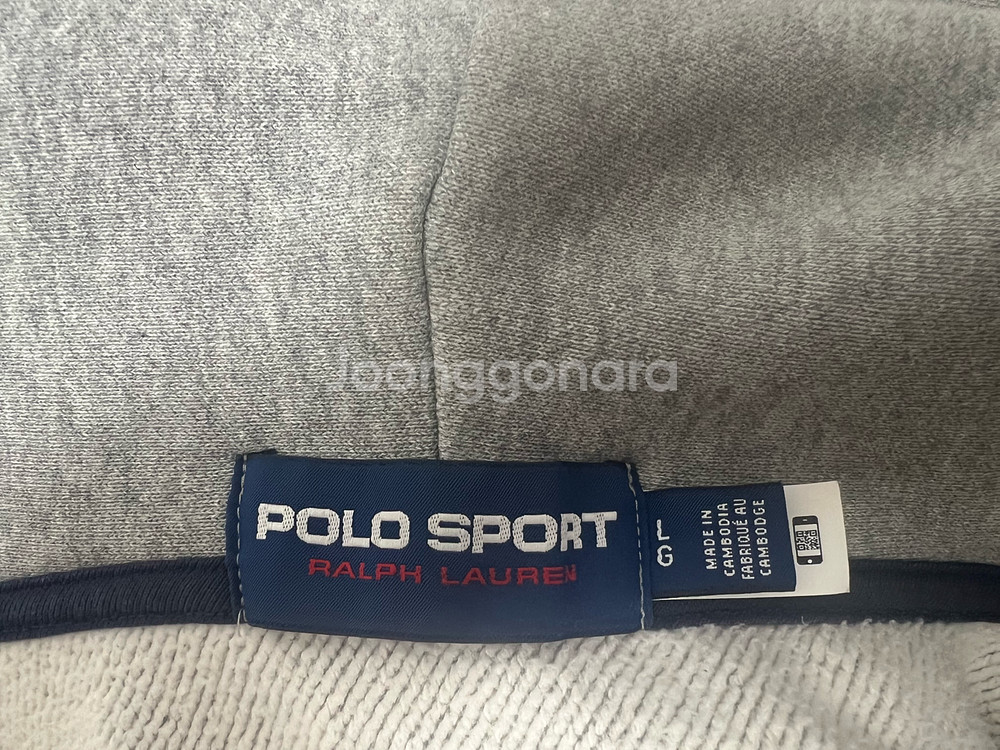 Joonggonara
POLO SPORT
RALPH LAUREN
L
G
MADE IN
CAMBODIA
FABRIQUÉ AU
CAMBODGE